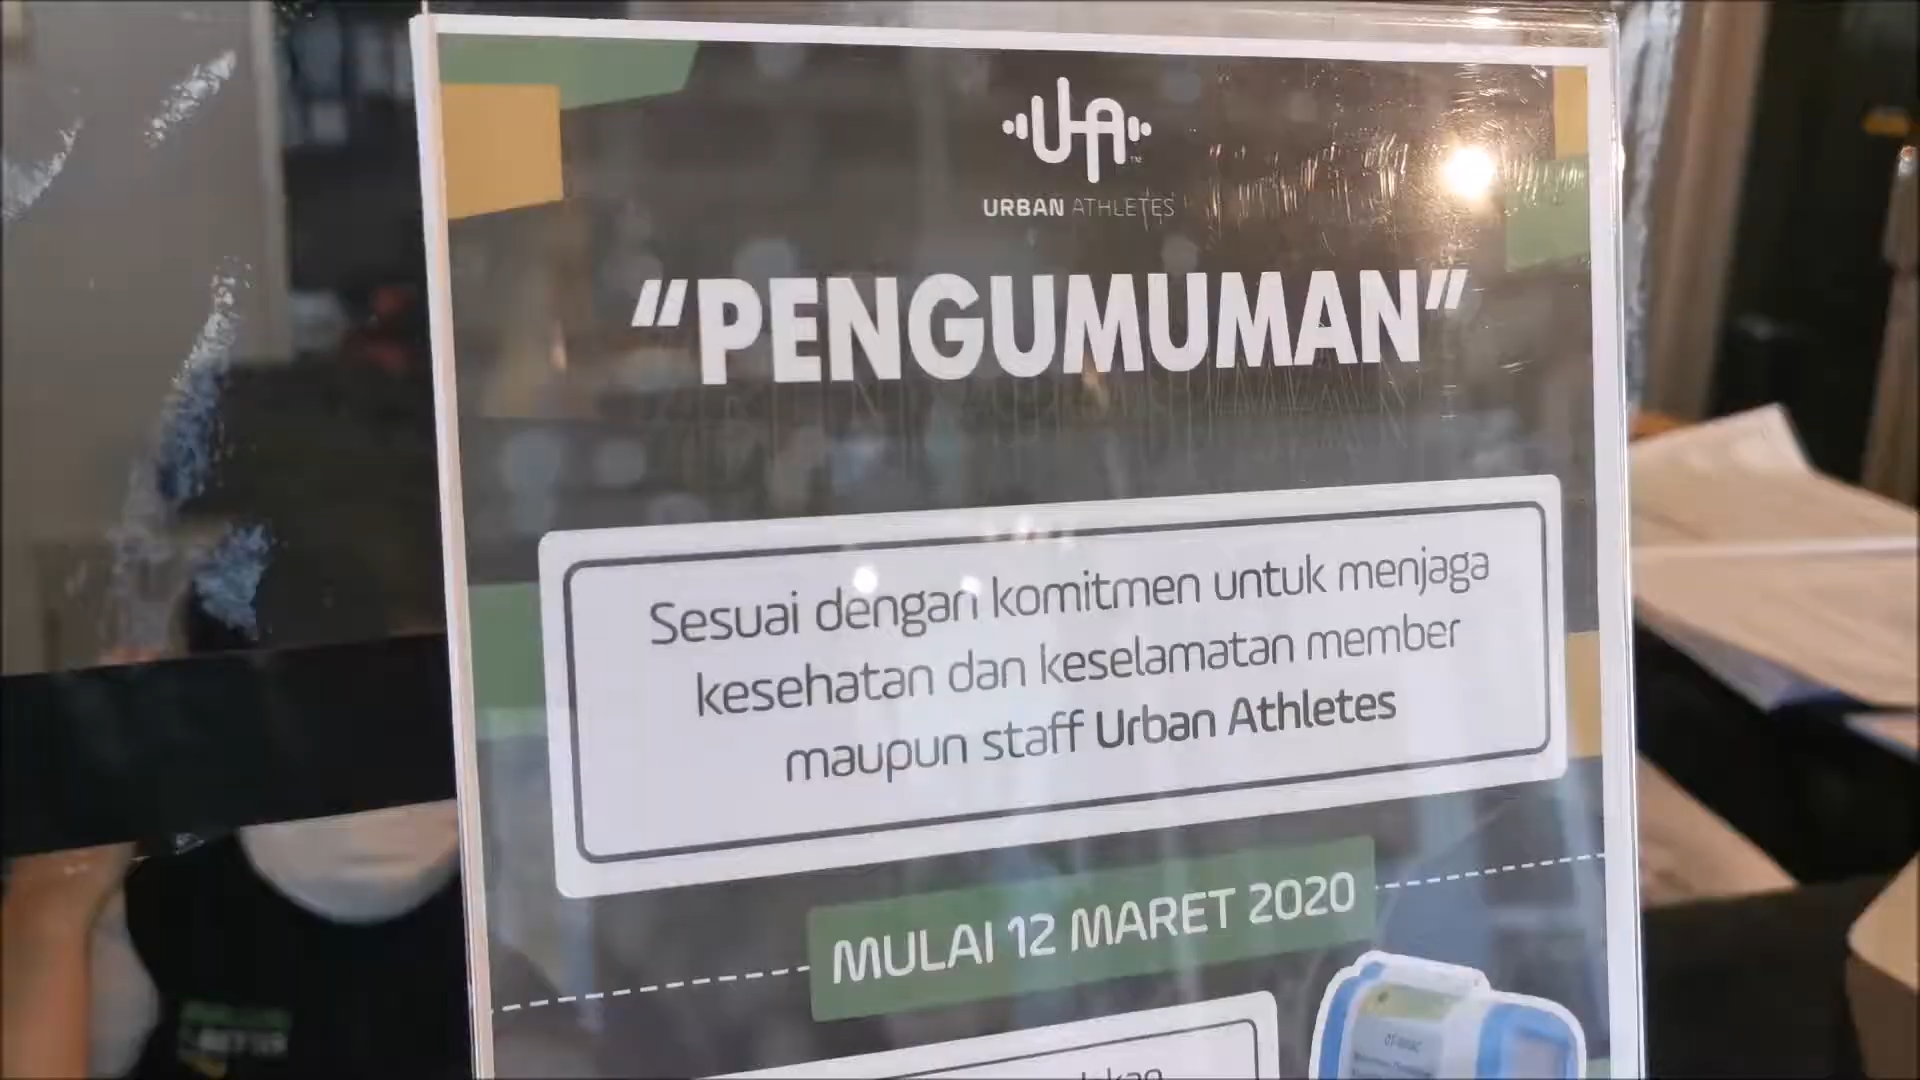 UA
URBAN ATHLETES
“PENGUMUMAN”
Sesuai dengan komitmen untuk menjaga
kesehatan dan keselamatan member
maupun staff Urban Athletes
MULAI 12 MARET 2020